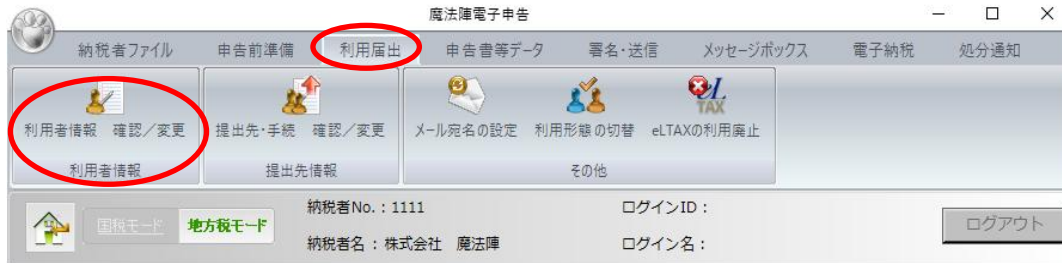 魔法陣電子申告
納税者ファイル 申告前準備 利用届出 申告書等データ 署名・送信 メッセージボックス 電子納税 処分通知
eL TAX
利用者情報 確認/変更 提出先・手続 確認/変更 メール宛名の設定 利用形態の切替 eLTAXの利用廃止
利用者情報 提出先情報 その他
国税モード 地方税モード 納税者No.:1111 ログインID: ログアウト
納税者名:株式会社 魔法陣 ログイン名: